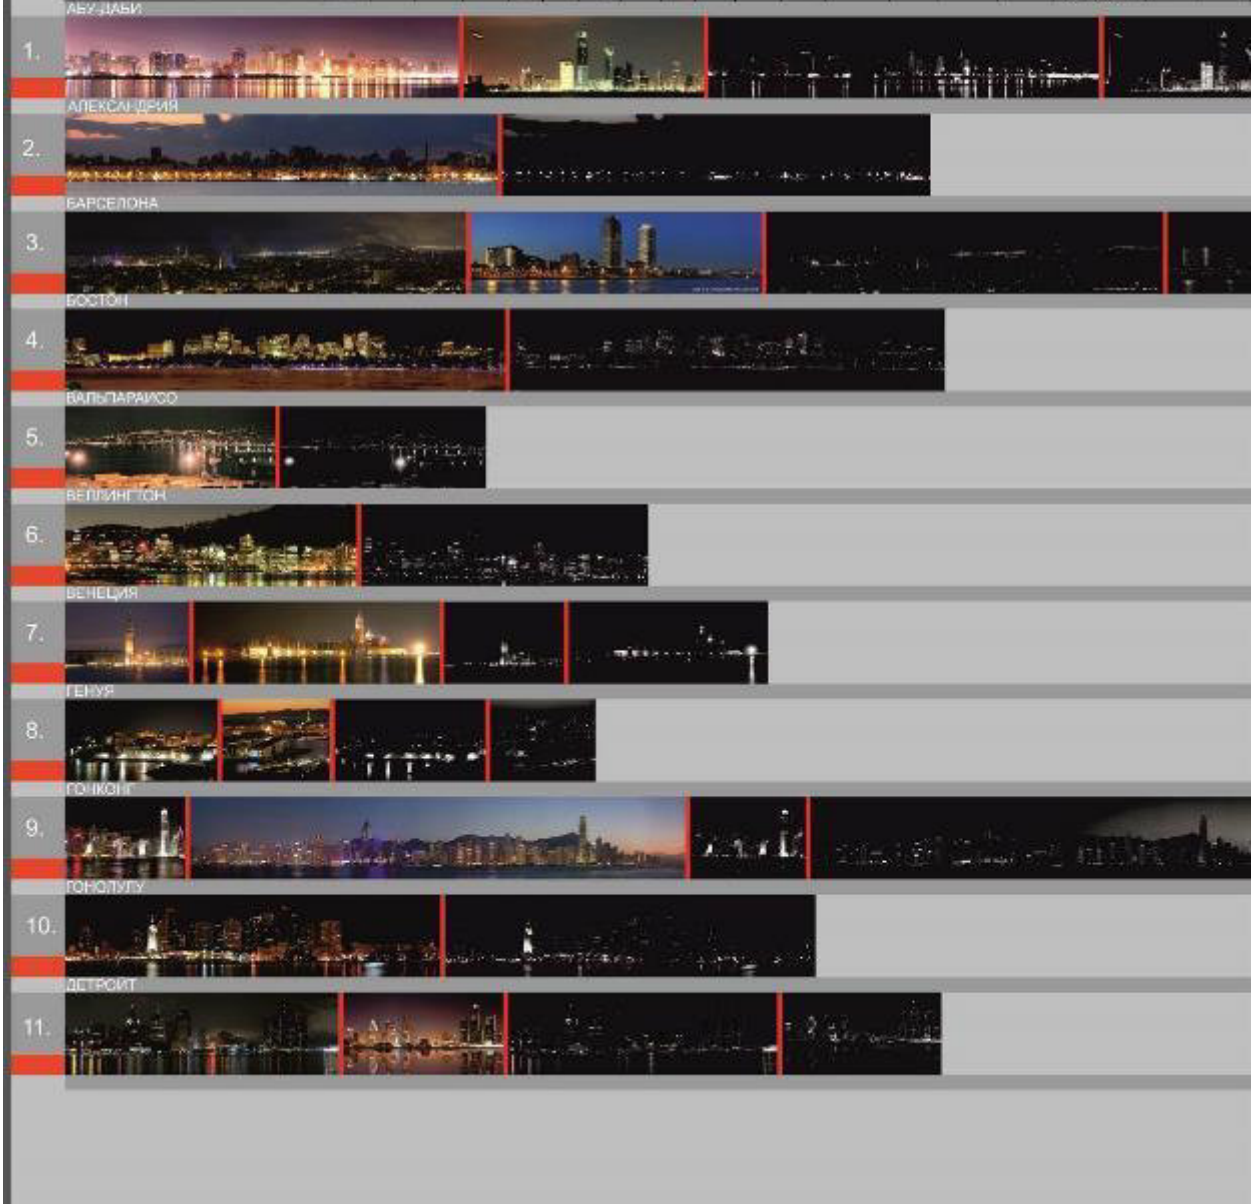 АБУ-ДАБИ
1.
АЛЕКСАНДРИЯ
2.
БАРСЕЛОНА
3.
БОСТОН
4.
ВАЛЬПАРАИСО
5.
ВЕЛЛИНГТОН
6.
ВЕНЕЦИЯ
7.
ГЕНУЯ
8.
ГОНКОНГ
9.
ГОНОЛУЛУ
10.
ДЕТРОИТ
11.